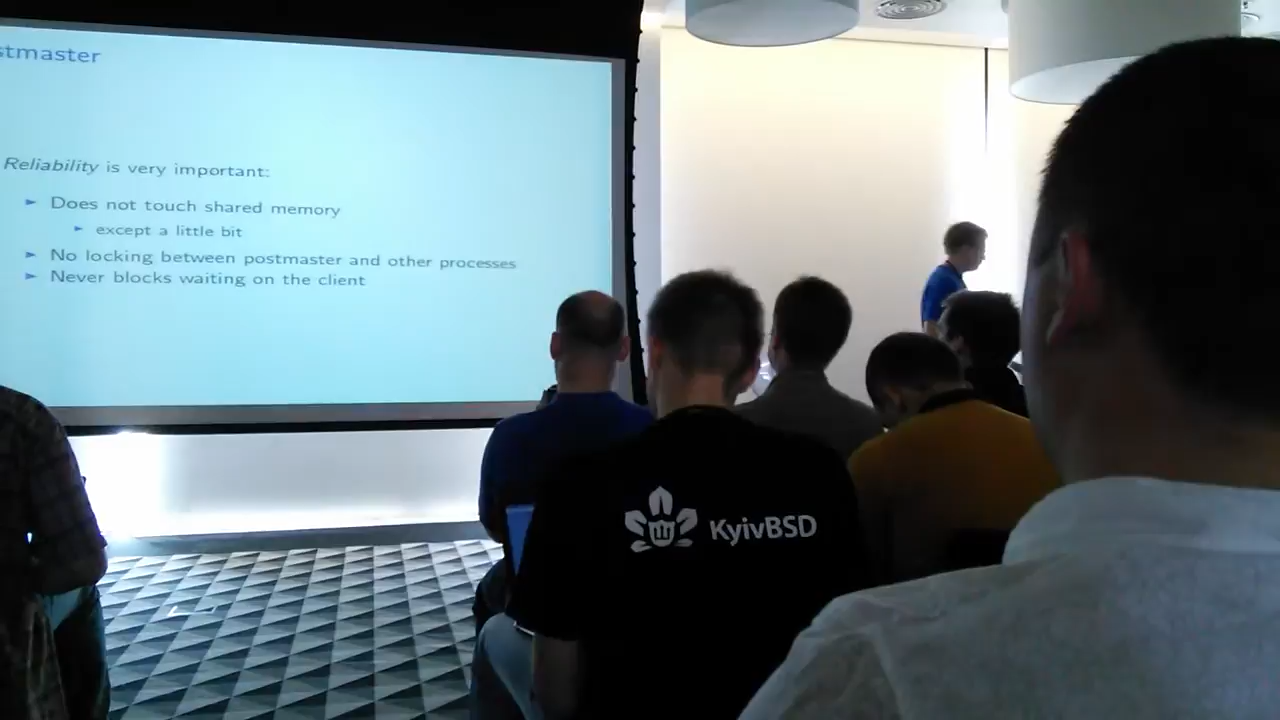 stmaster
Reliability is very important:
Does not touch shared memory
except a little bit
No locking between postmaster and other processes
Never blocks waiting on the client
KyivBSD